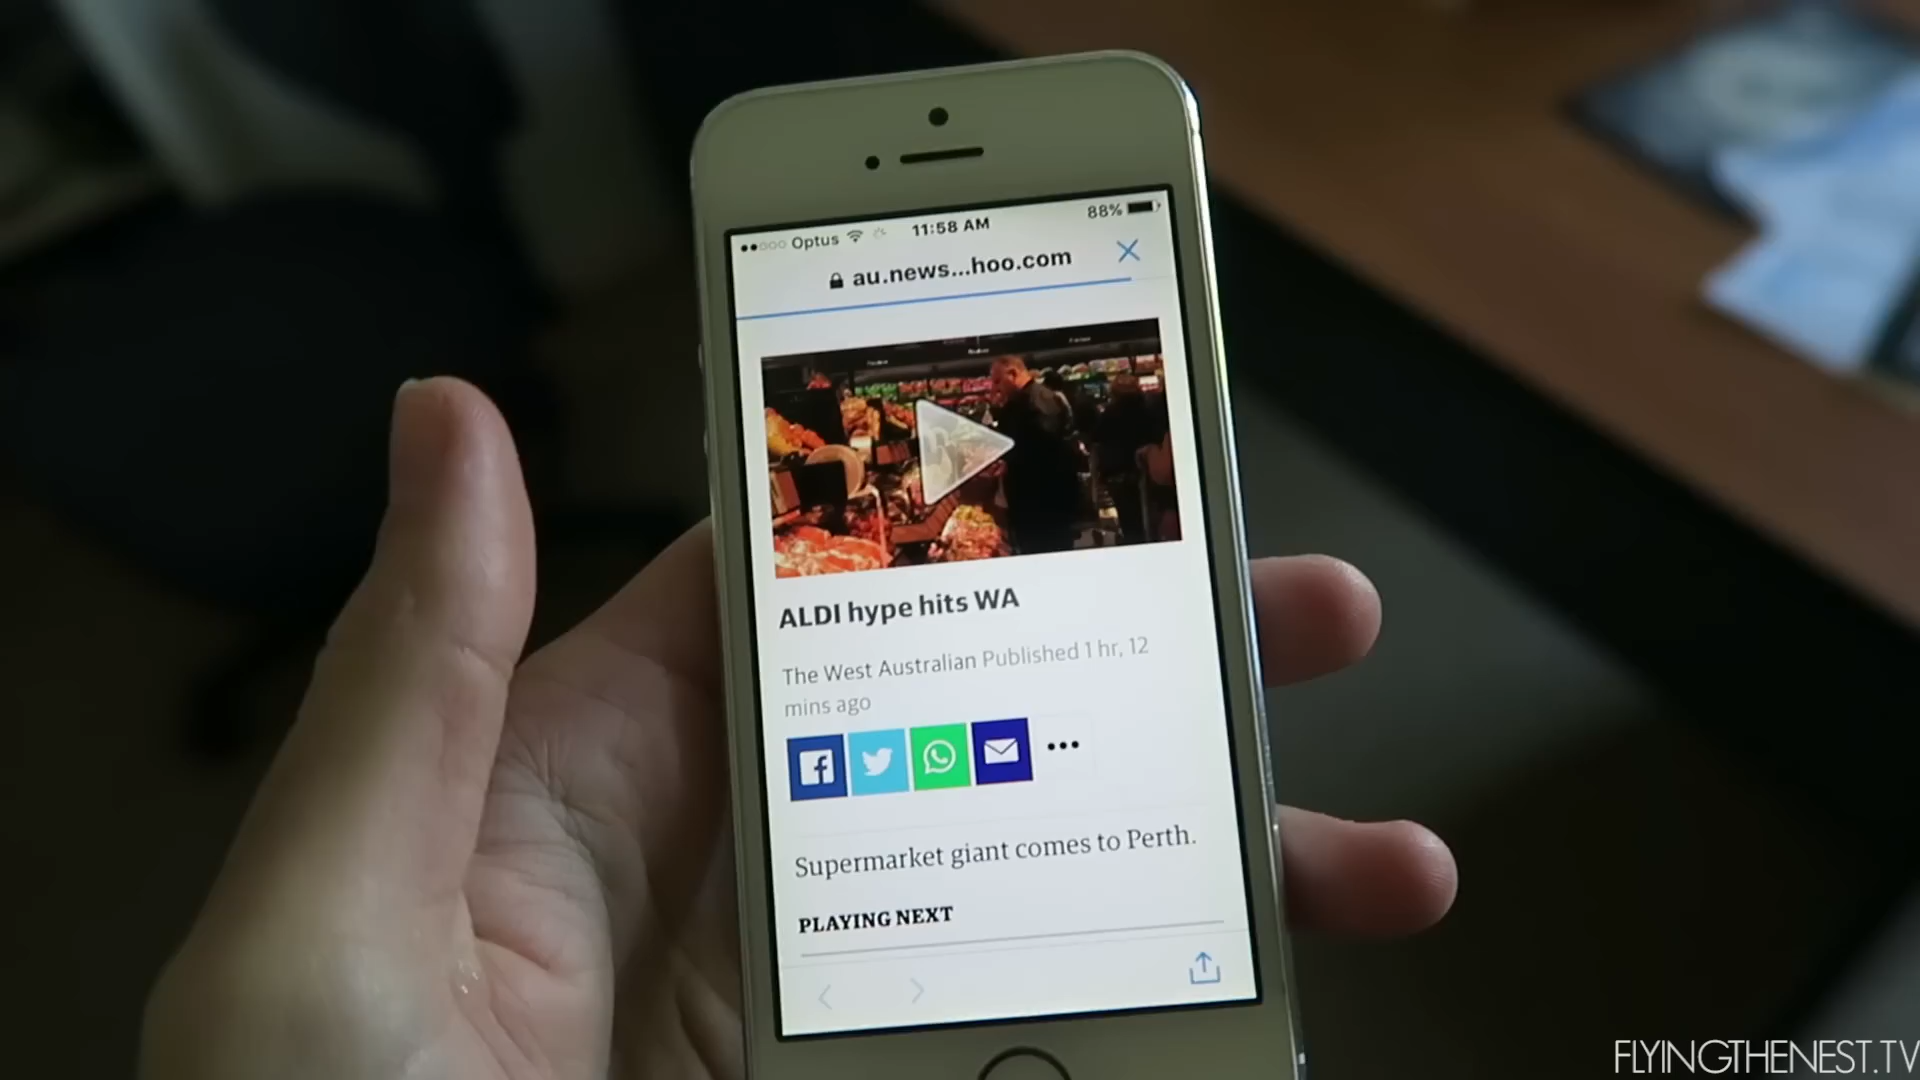 Optus 11:58 AM 88%
au.news...hoo.com
ALDI hype hits WA
The West Australian Published 1 hr, 12
mins ago
Supermarket giant comes to Perth.
PLAYING NEXT
FLYINGTHENEST.TV